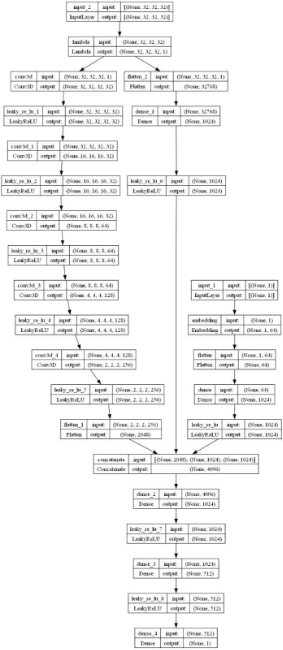 input_2 input: [(None, 32, 32, 32)]
InputLayer output: [(None, 32, 32, 32)]
lambda input: (None, 32, 32, 32)
Lambda output: (None, 32, 32, 32, 1)
conv3d input: (None, 32, 32, 32, 1)
Conv3D output: (None, 32, 32, 32, 32)
flatten_2 input: (None, 32, 32, 32, 1)
Flatten output: (None, 32768)
leaky_re_lu_1 input: (None, 32, 32, 32, 32)
LeakyReLU output: (None, 32, 32, 32, 32)
dense_1 input: (None, 32768)
Dense output: (None, 1024)
conv3d_1 input: (None, 32, 32, 32, 32)
Conv3D output: (None, 16, 16, 16, 32)
leaky_re_lu_2 input: (None, 16, 16, 16, 32)
LeakyReLU output: (None, 16, 16, 16, 32)
leaky_re_lu_6 input: (None, 1024)
LeakyReLU output: (None, 1024)
conv3d_2 input: (None, 16, 16, 16, 32)
Conv3D output: (None, 8, 8, 8, 64)
leaky_re_lu_3 input: (None, 8, 8, 8, 64)
LeakyReLU output: (None, 8, 8, 8, 64)
conv3d_3 input: (None, 8, 8, 8, 64)
Conv3D output: (None, 4, 4, 4, 128)
input_1 input: [(None, 1)]
InputLayer output: [(None, 1)]
leaky_re_lu_4 input: (None, 4, 4, 4, 128)
LeakyReLU output: (None, 4, 4, 4, 128)
embedding input: (None, 1)
Embedding output: (None, 1, 64)
conv3d_4 input: (None, 4, 4, 4, 128)
Conv3D output: (None, 2, 2, 2, 256)
flatten input: (None, 1, 64)
Flatten output: (None, 64)
leaky_re_lu_5 input: (None, 2, 2, 2, 256)
LeakyReLU output: (None, 2, 2, 2, 256)
dense input: (None, 64)
Dense output: (None, 1024)
flatten_1 input: (None, 2, 2, 2, 256)
Flatten output: (None, 2048)
leaky_re_lu input: (None, 1024)
LeakyReLU output: (None, 1024)
concatenate input: [(None, 2048), (None, 1024), (None, 1024)]
Concatenate output: (None, 4096)
dense_2 input: (None, 4096)
Dense output: (None, 1024)
leaky_re_lu_7 input: (None, 1024)
LeakyReLU output: (None, 1024)
dense_3 input: (None, 1024)
Dense output: (None, 512)
leaky_re_lu_8 input: (None, 512)
LeakyReLU output: (None, 512)
dense_4 input: (None, 512)
Dense output: (None, 1)